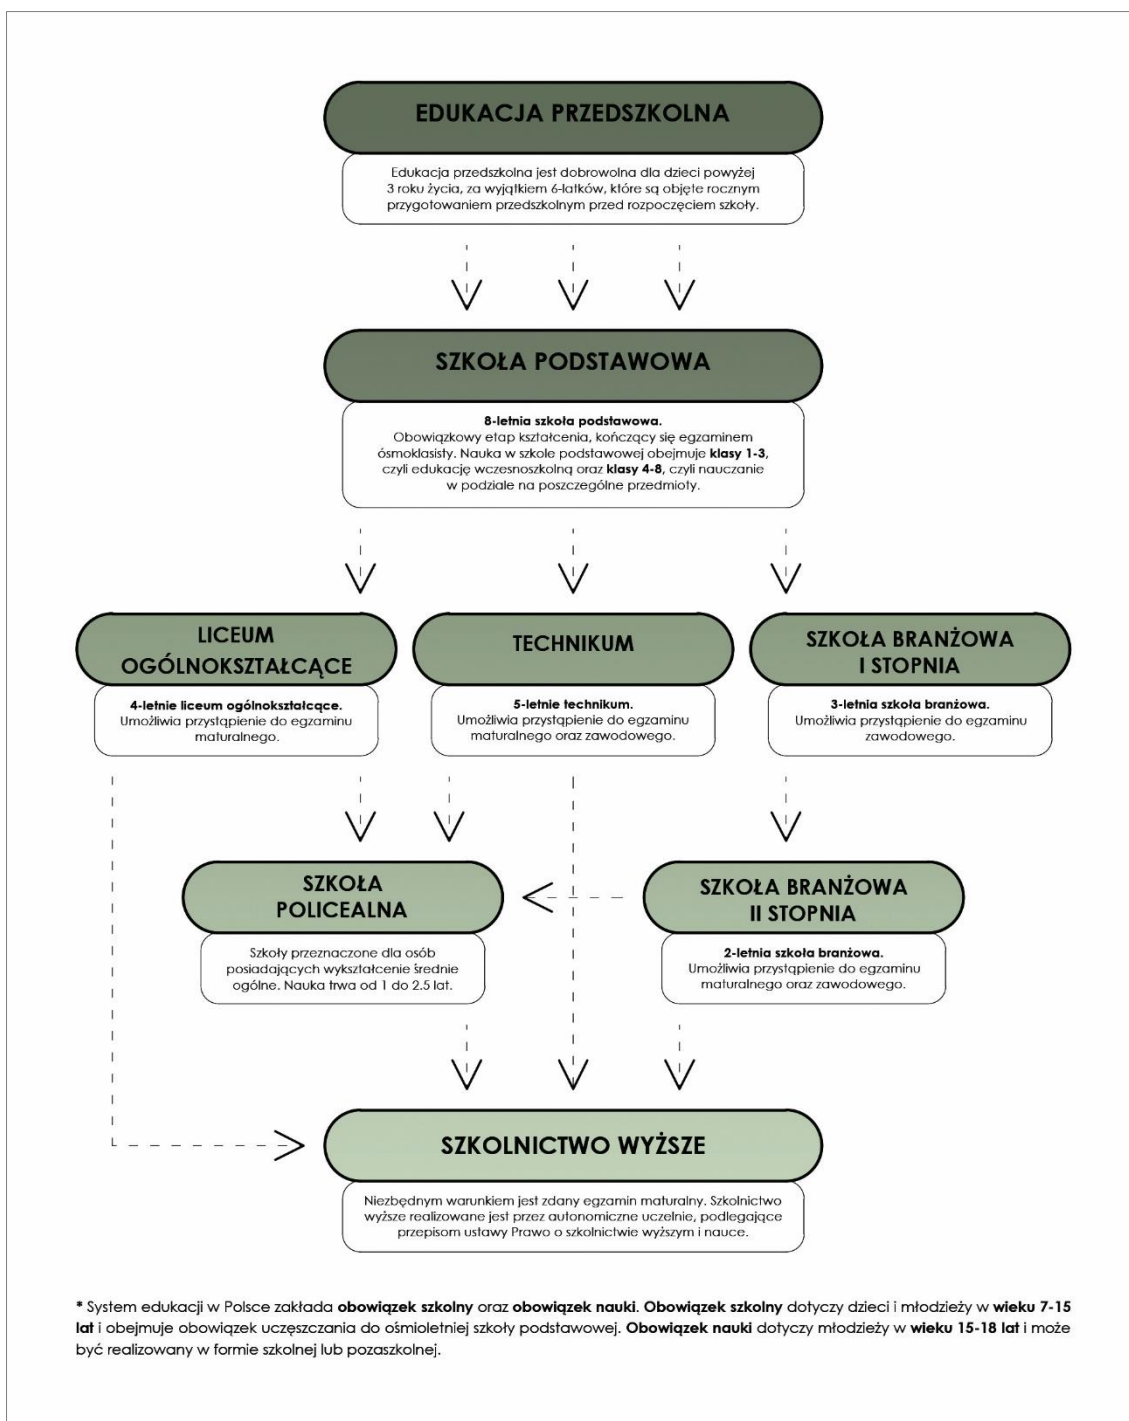 EDUKACJA PRZEDSZKOLNA
Edukacja przedszkolna jest dobrowolna dla dzieci powyżej
3 roku życia, za wyjątkiem 6-latków, które są objęte rocznym
przygotowaniem przedszkolnym przed rozpoczęciem szkoły.
SZKOŁA PODSTAWOWA
8-letnia szkoła podstawowa.
Obowiązkowy etap kształcenia, kończący się egzaminem
ósmoklasisty. Nauka w szkole podstawowej obejmuje klasy 1-3,
czyli edukację wczesnoszkolną oraz klasy 4-8, czyli nauczanie
w podziale na poszczególne przedmioty.
LICEUM
OGÓLNOKSZTAŁCĄCE
4-letnie liceum ogólnokształcące.
Umożliwia przystąpienie do egzaminu
maturalnego.
TECHNIKUM
5-letnie technikum.
Umożliwia przystąpienie do egzaminu
maturalnego oraz zawodowego.
SZKOŁA BRANŻOWA
I STOPNIA
3-letnia szkoła branżowa.
Umożliwia przystąpienie do egzaminu
zawodowego.
SZKOŁA
POLICEALNA
Szkoły przeznaczone dla osób
posiadających wykształcenie średnie
ogólne. Nauka trwa od 1 do 2.5 lat.
SZKOŁA BRANŻOWA
II STOPNIA
2-letnia szkoła branżowa.
Umożliwia przystąpienie do egzaminu
maturalnego oraz zawodowego.
SZKOLNICTWO WYŻSZE
Niezbędnym warunkiem jest zdany egzamin maturalny. Szkolnictwo
wyższe realizowane jest przez autonomiczne uczelnie, podlegające
przepisom ustawy Prawo o szkolnictwie wyższym i nauce.
* System edukacji w Polsce zakłada obowiązek szkolny oraz obowiązek nauki. Obowiązek szkolny dotyczy dzieci i młodzieży w wieku 7-15
lat i obejmuje obowiązek uczęszczania do ośmioletniej szkoły podstawowej. Obowiązek nauki dotyczy młodzieży w wieku 15-18 lat i może
być realizowany w formie szkolnej lub pozaszkolnej.